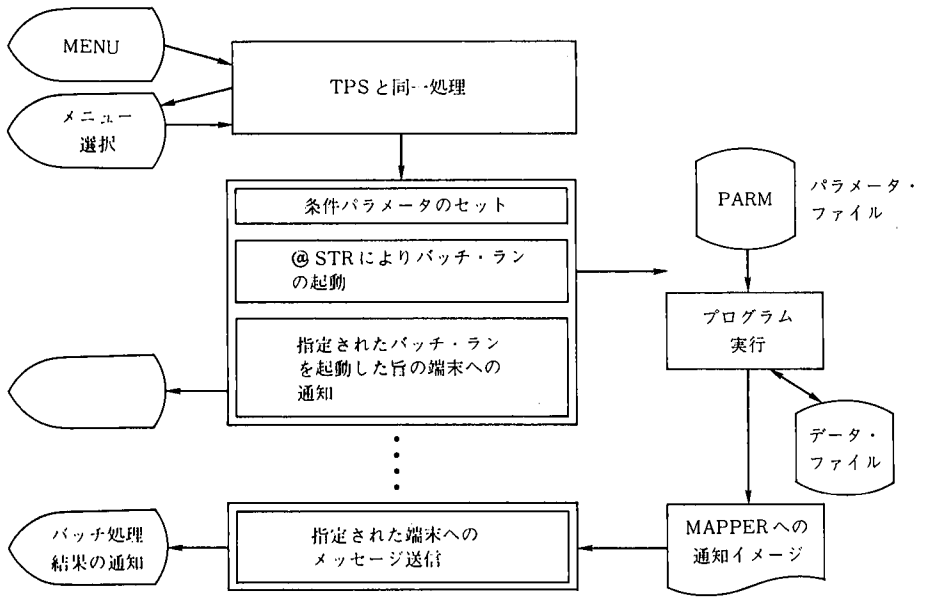 MENU
TPSと同一処理
メニュー
選択
条件パラメータのセット
@STRによりバッチ・ラン
の起動
指定されたバッチ・ラン
を起動した旨の端末への
通知
PARM
パラメータ・
ファイル
プログラム
実行
データ・
ファイル
バッチ処理
結果の通知
指定された端末への
メッセージ送信
MAPPERへの
通知イメージ